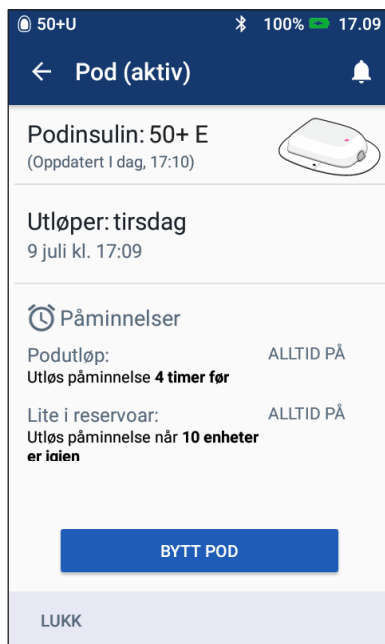 50+U 100% 17.09
Pod (aktiv)
Podinsulin: 50+ E
(Oppdatert I dag, 17:10)
Utløper: tirsdag
9 juli kl. 17:09
Påminnelser
Podutløp: ALLTID PÅ
Utløs påminnelse 4 timer før
Lite i reservoar: ALLTID PÅ
Utløs påminnelse når 10 enheter
er igjen
BYTT POD
LUKK